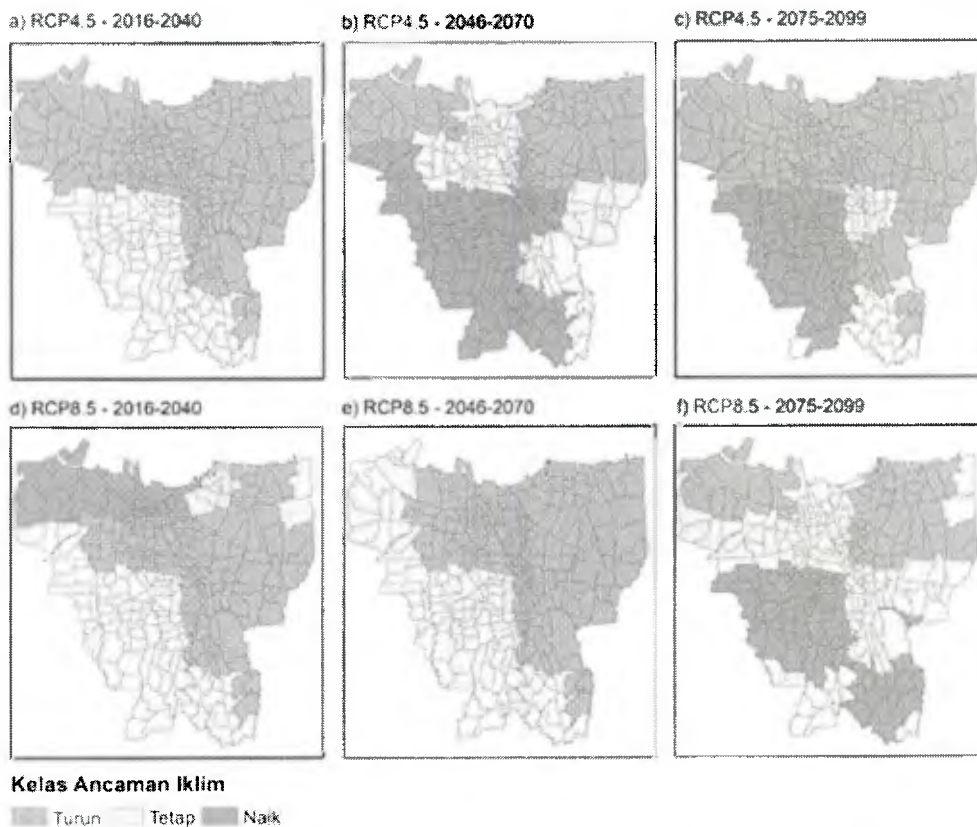 a) RCP4.5 - 2016-2040
b) RCP4.5 - 2046-2070
c) RCP4.5 - 2075-2099
d) RCP8.5 - 2016-2040
e) RCP8.5 - 2046-2070
f) RCP8.5 - 2075-2099
Kelas Ancaman Iklim
Turun Tetap Naik